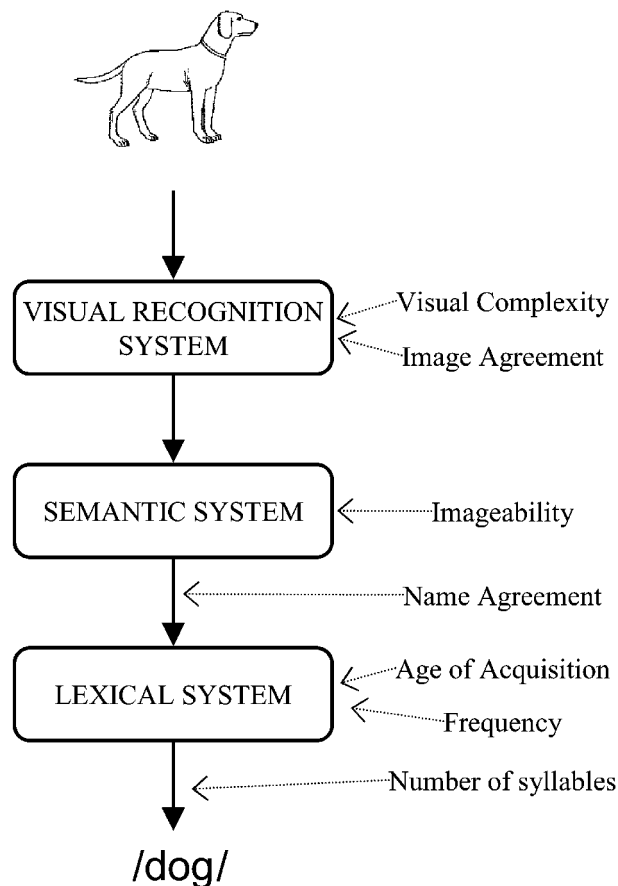 VISUAL RECOGNITION
SYSTEM
Visual Complexity
Image Agreement
SEMANTIC SYSTEM
Imageability
Name Agreement
LEXICAL SYSTEM
Age of Acquisition
Frequency
Number of syllables
/dog/